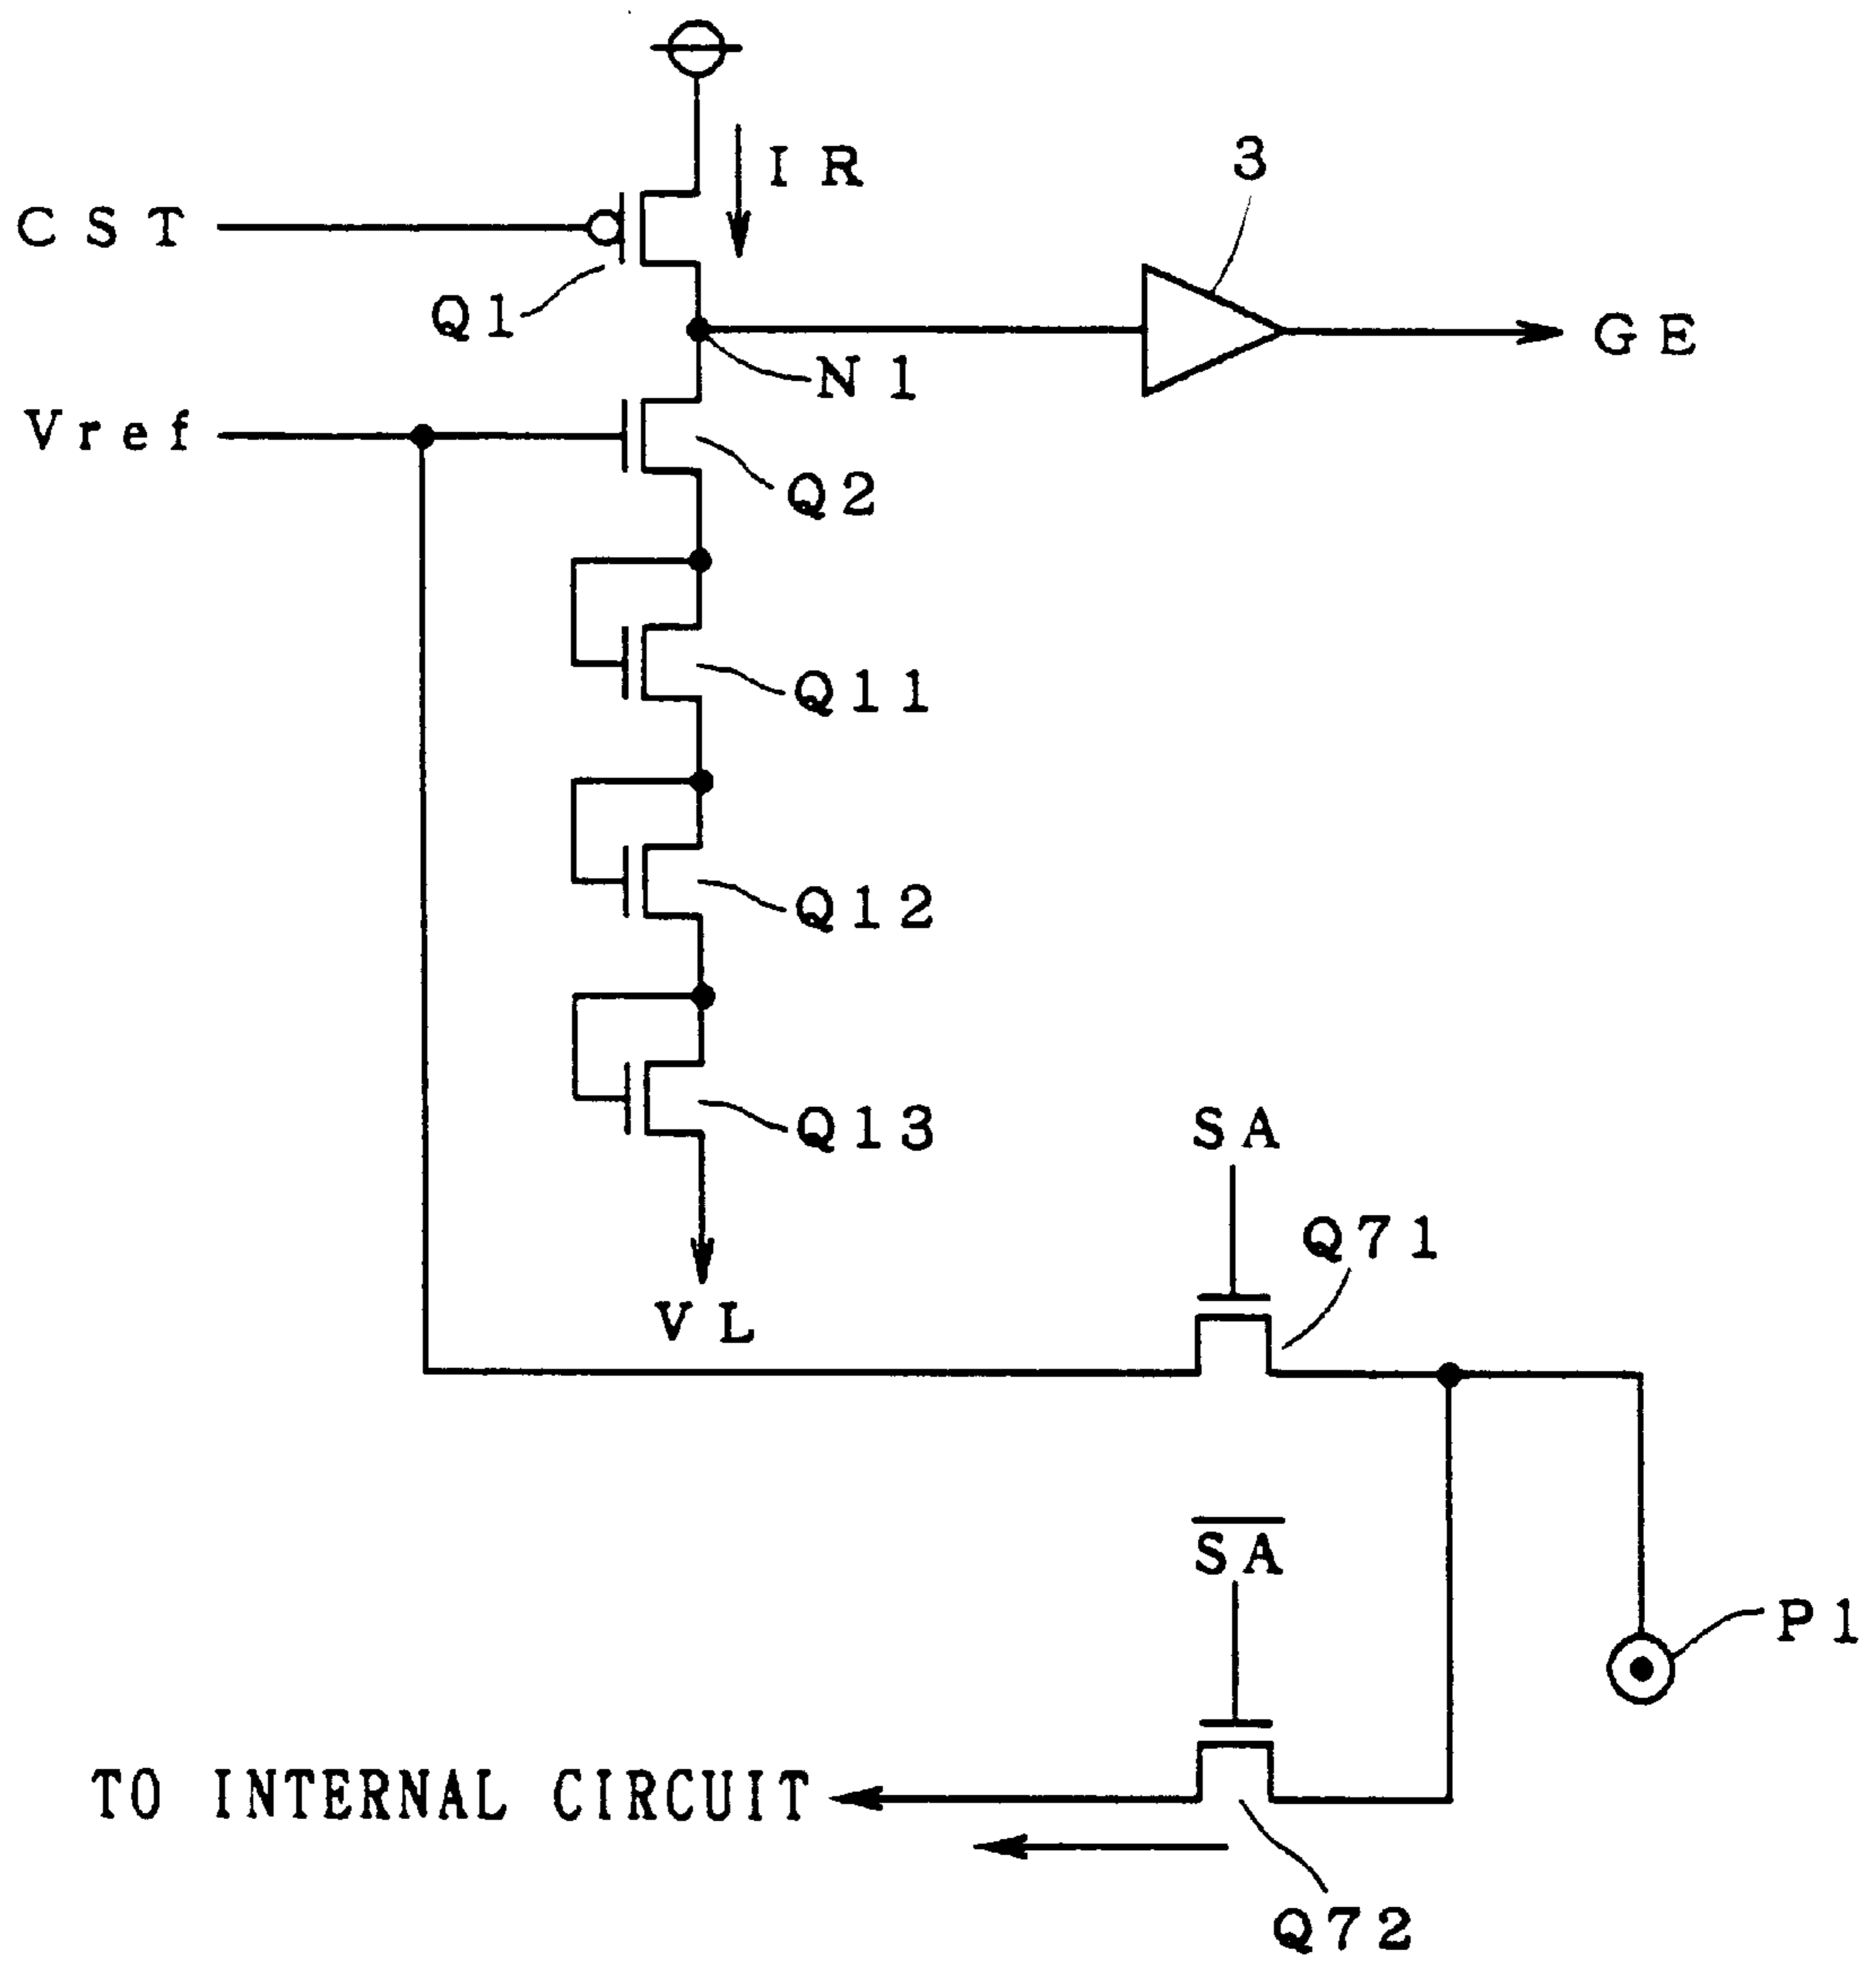 IR
3
CST
Q1
GE
N1
Vref
Q2
Q11
Q12
Q13
SA
Q71
VL
SA
P1
TO INTERNAL CIRCUIT
Q72